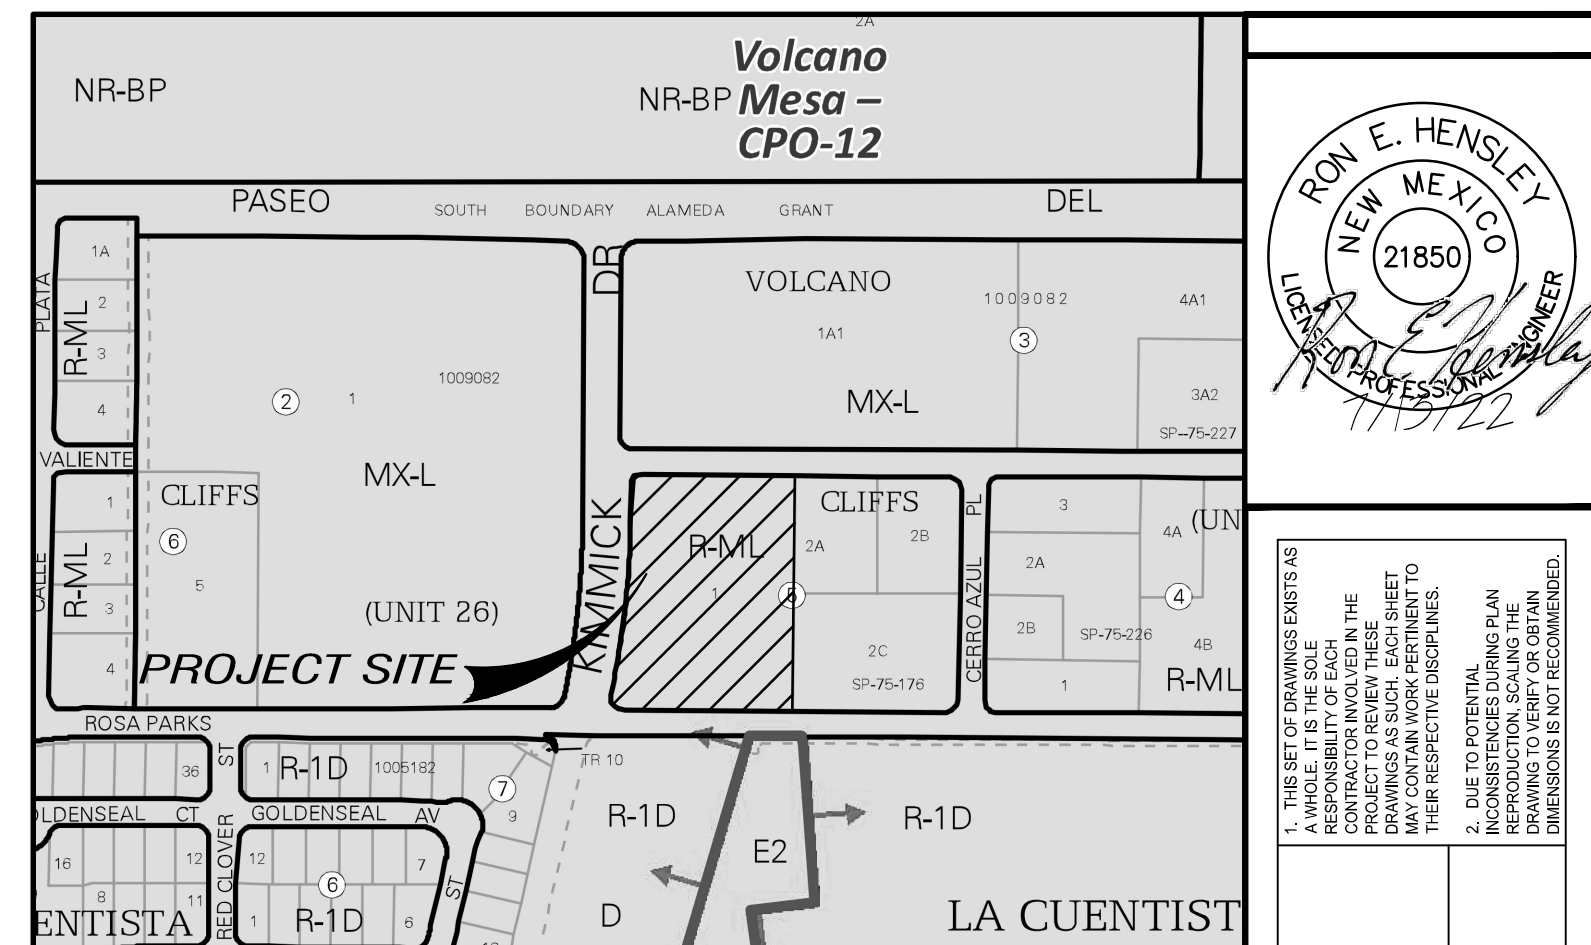 2A
Volcano
Mesa –
CPO-12
NR-BP
NR-BP
PASEO
SOUTH BOUNDARY ALAMEDA GRANT
DEL
1A
2
3
4
R-ML
PLATA
VALIENTE
1
2
3
4
R-ML
CALLE
2
1
1009082
MX-L
CLIFFS
6
5
(UNIT 26)
PROJECT SITE
KIMMICK
DR
VOLCANO
1009082
4A1
1A1
3
MX-L
3A2
SP--75-227
R-ML
1
5
CLIFFS
2A
2B
2C
SP-75-176
CERRO AZUL
PL
3
4A
(UN
2A
4
2B
SP-75-226
4B
1
R-ML
ROSA PARKS
36
ST
1
R-1D
1005182
7
9
TR 10
R-1D
R-1D
E2
D
LA CUENTIST
OLDENSEAL CT
GOLDENSEAL AV
16
12
8
11
ENTISTA
RED CLOVER
12
7
6
1
R-1D
6
ST
RON E. HENSLEY
NEW MEXICO
21850
LICENSED PROFESSIONAL ENGINEER
Ron E Hensley
7/15/22
1. THIS SET OF DRAWINGS EXISTS AS
A WHOLE. IT IS THE SOLE
RESPONSIBILITY OF EACH
CONTRACTOR INVOLVED IN THE
PROJECT TO REVIEW THESE
DRAWINGS AS SUCH. EACH SHEET
MAY CONTAIN WORK PERTINENT TO
THEIR RESPECTIVE DISCIPLINES.
2. DUE TO POTENTIAL
INCONSISTENCIES DURING PLAN
REPRODUCTION, SCALING THE
DRAWING TO VERIFY OR OBTAIN
DIMENSIONS IS NOT RECOMMENDED.